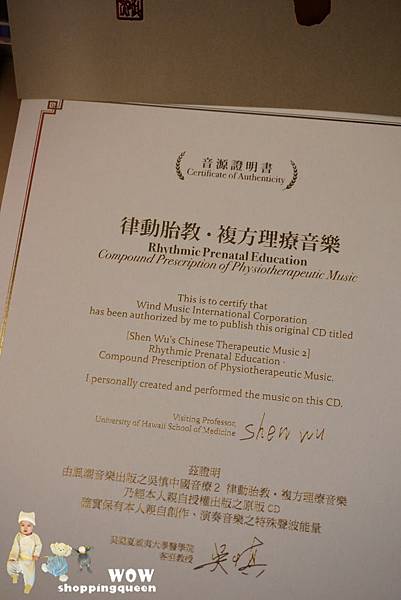 音源證明書
Certificate of Authenticity
律動胎教・複方理療音樂
Rhythmic Prenatal Education
Compound Prescription of Physiotherapeutic Music
This is to certify that
Wind Music International Corporation
has been authorized by me to publish this original CD titled
[Shen Wu's Chinese Therapeutic Music 2]
Rhythmic Prenatal Education ·
Compound Prescription of Physiotherapeutic Music.
I personally created and performed the music on this CD.
Visiting Professor,
University of Hawaii School of Medicine
Shen Wu
茲證明
由風潮音樂出版之吳慎中國音療2 律動胎教・複方理療音樂
乃經本人親自授權出版之原版CD
確實保有本人親自創作、演奏音樂之特殊聲波能量
美國夏威夷大學醫學院
客座教授
吳慎
WOW
shoppingqueen